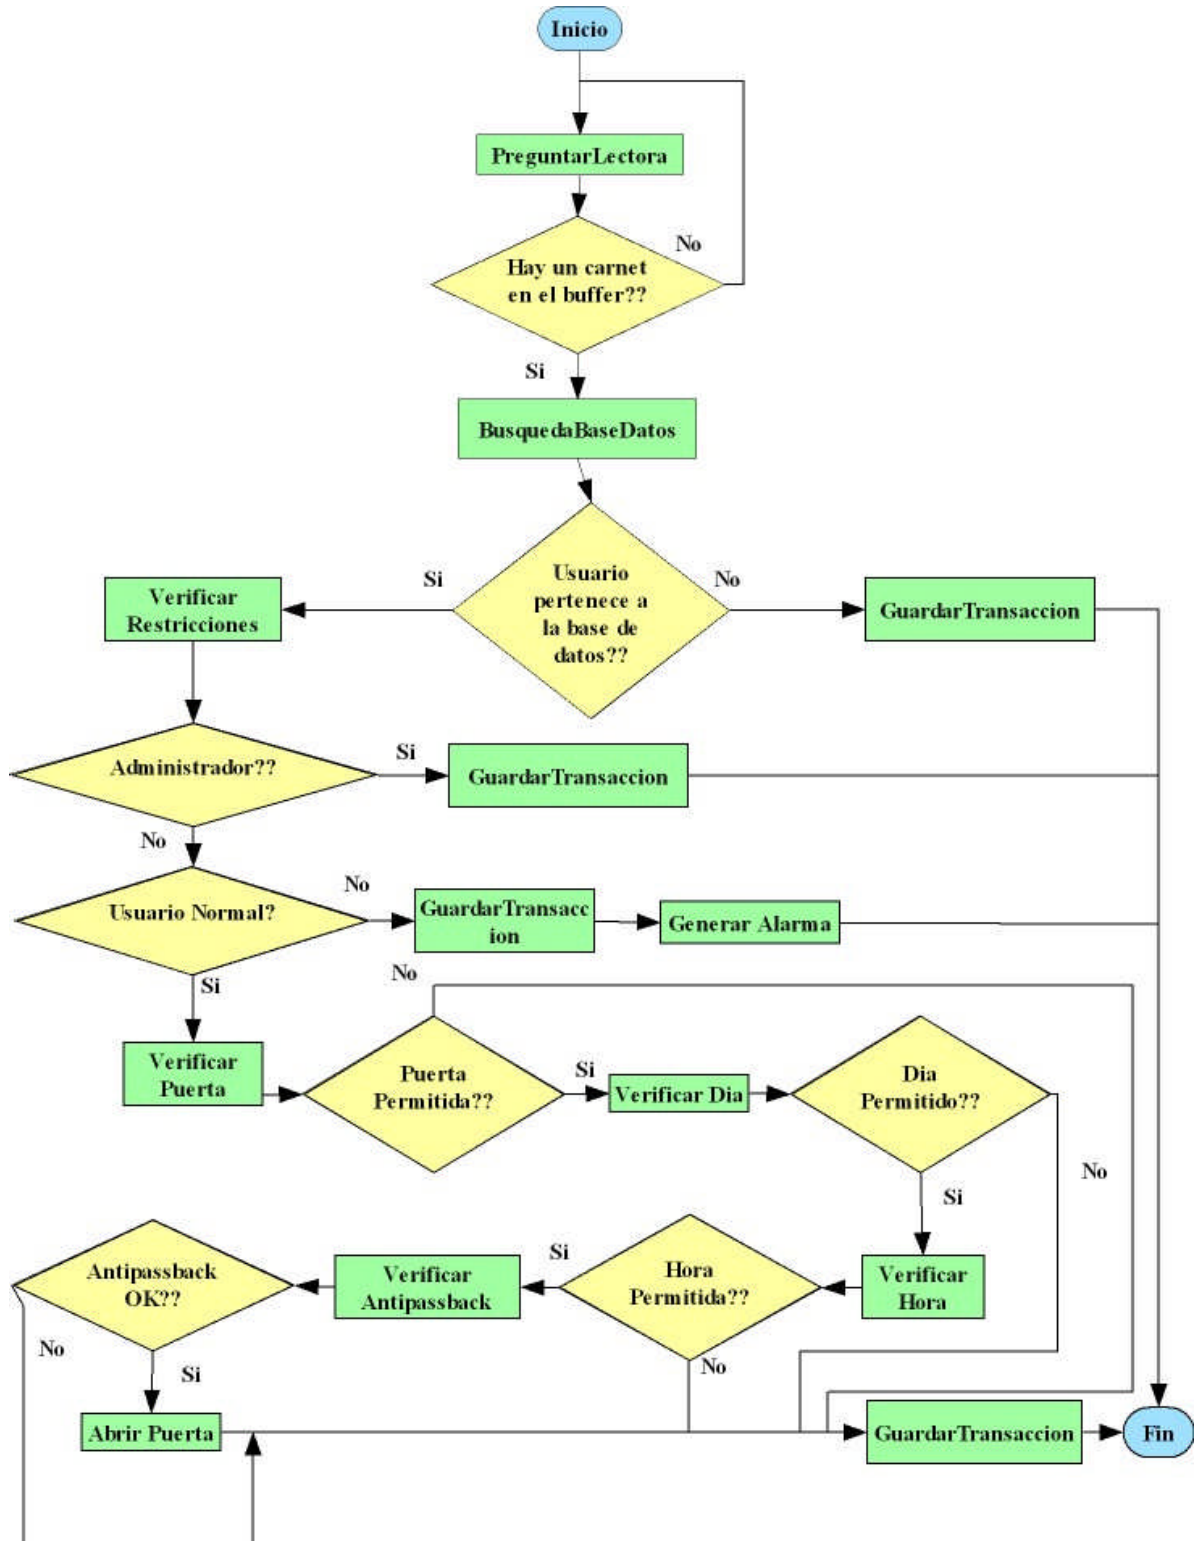 Inicio
PreguntarLectora
No
Hay un carnet
en el buffer??
Si
BusquedaBaseDatos
Si
Usuario
pertenece a
la base de
datos??
No
Verificar
Restricciones
GuardarTransaccion
Administrador??
Si
GuardarTransaccion
No
Usuario Normal?
No
GuardarTransacc
ion
Generar Alarma
Si
No
Verificar
Puerta
Puerta
Permitida??
Si
Verificar Dia
Dia
Permitido??
No
Si
Antipassback
OK??
Verificar
Antipassback
Si
Hora
Permitida??
Verificar
Hora
No
Si
No
Abrir Puerta
GuardarTransaccion
Fin